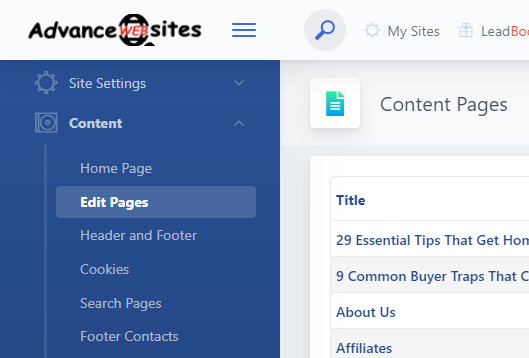 Advance WEB sites
My Sites
LeadBoo
Site Settings
Content
Home Page
Edit Pages
Header and Footer
Cookies
Search Pages
Footer Contacts
Content Pages
Title
29 Essential Tips That Get Hom
9 Common Buyer Traps That C
About Us
Affiliates